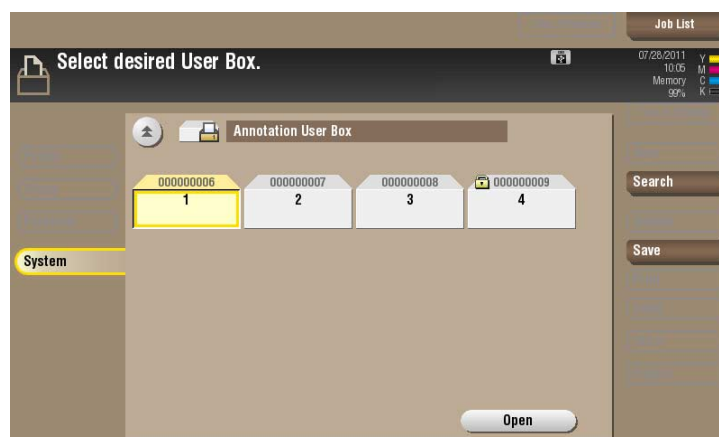 Job List
Select desired User Box.
07/28/2011
10:05
Memory
99%
Y
M
C
K
Annotation User Box
000000006
000000007
000000008
000000009
1
2
3
4
Search
System
Save
Open